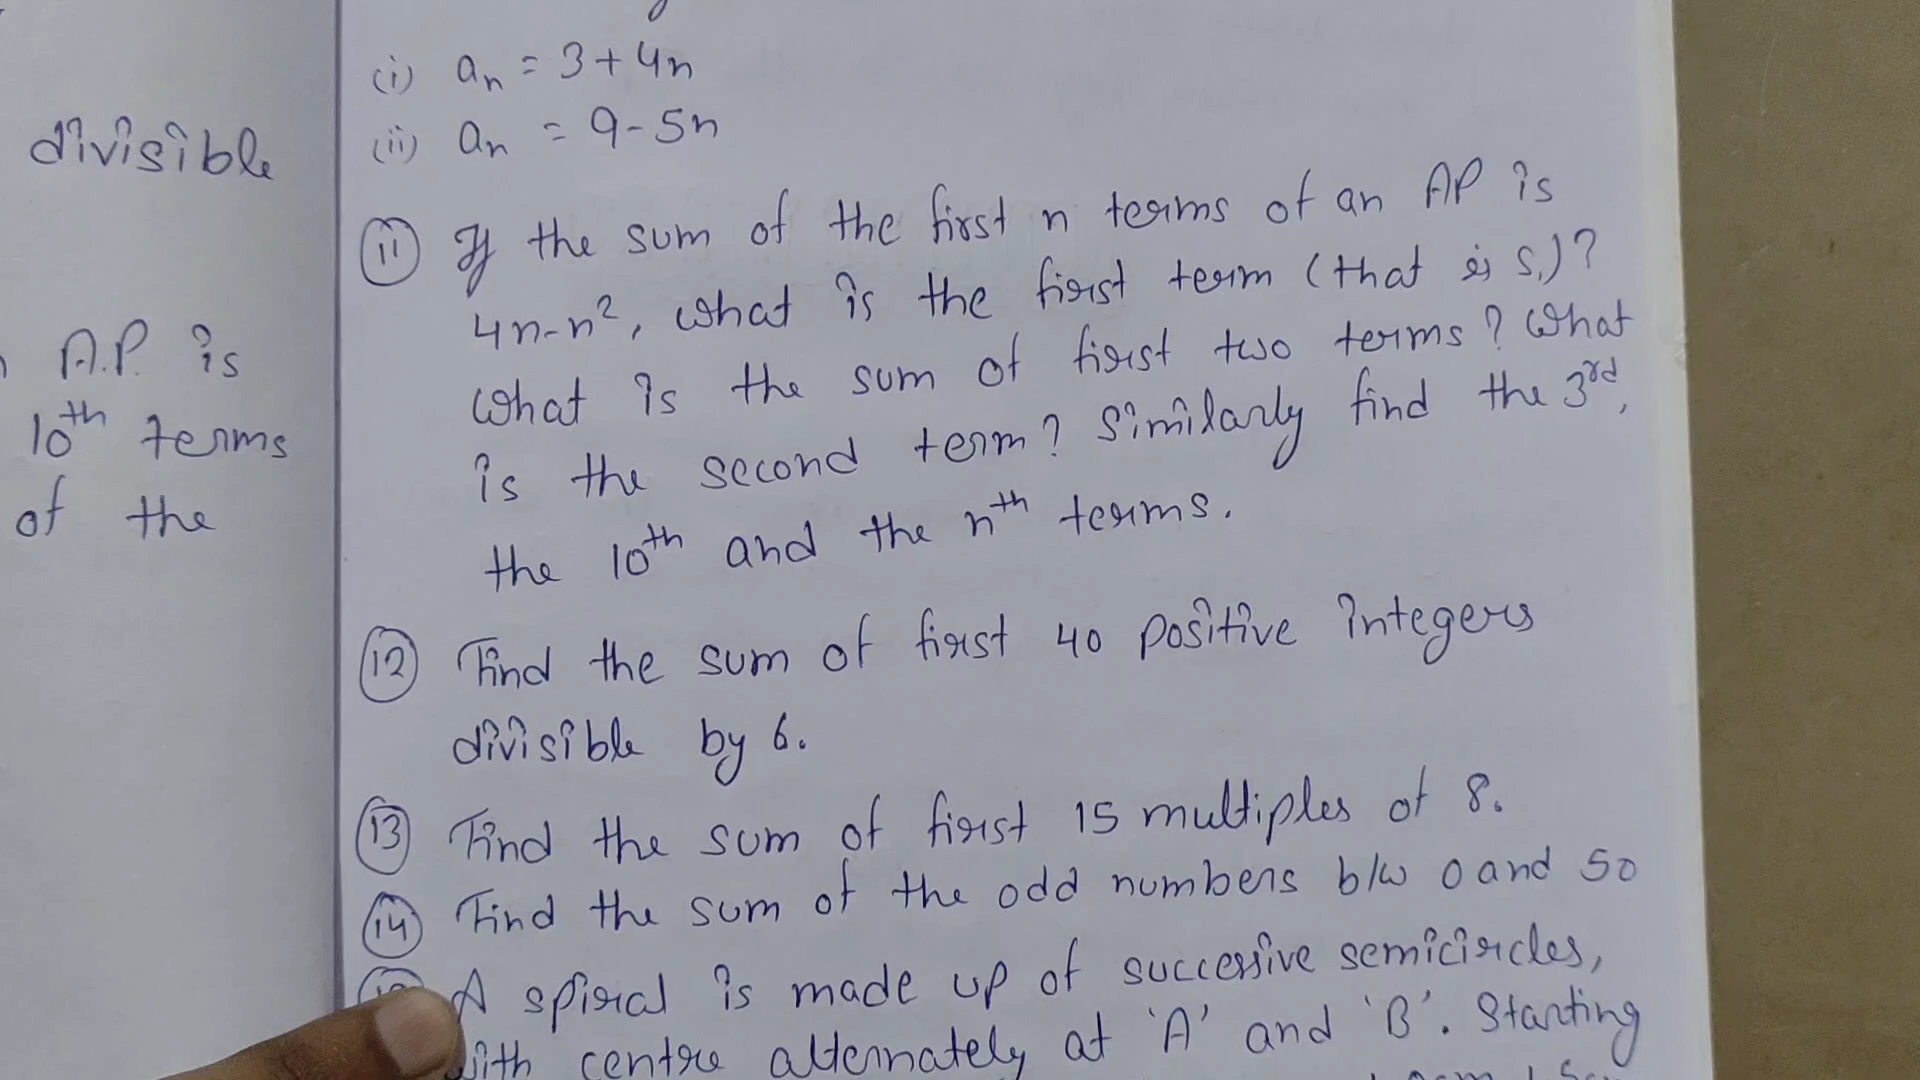 divisible
A.P. is
10th terms
of the
(i) an = 3+4n
(ii) an = 9-5n
(11) If the sum of the first n terms of an AP is
4n-n², what is the first term (that is S₁)?
What is the sum of first two terms? What
is the second term? Similarly find the 3rd,
the 10th and the nth terms.
(12) Find the sum of first 40 positive integers
divisible by 6.
(13) Find the sum of first 15 multiples of 8.
(14) Find the sum of the odd numbers b/w 0 and 50
A spiral is made up of successive semicircles,
with centre alternately at 'A' and 'B'. Starting